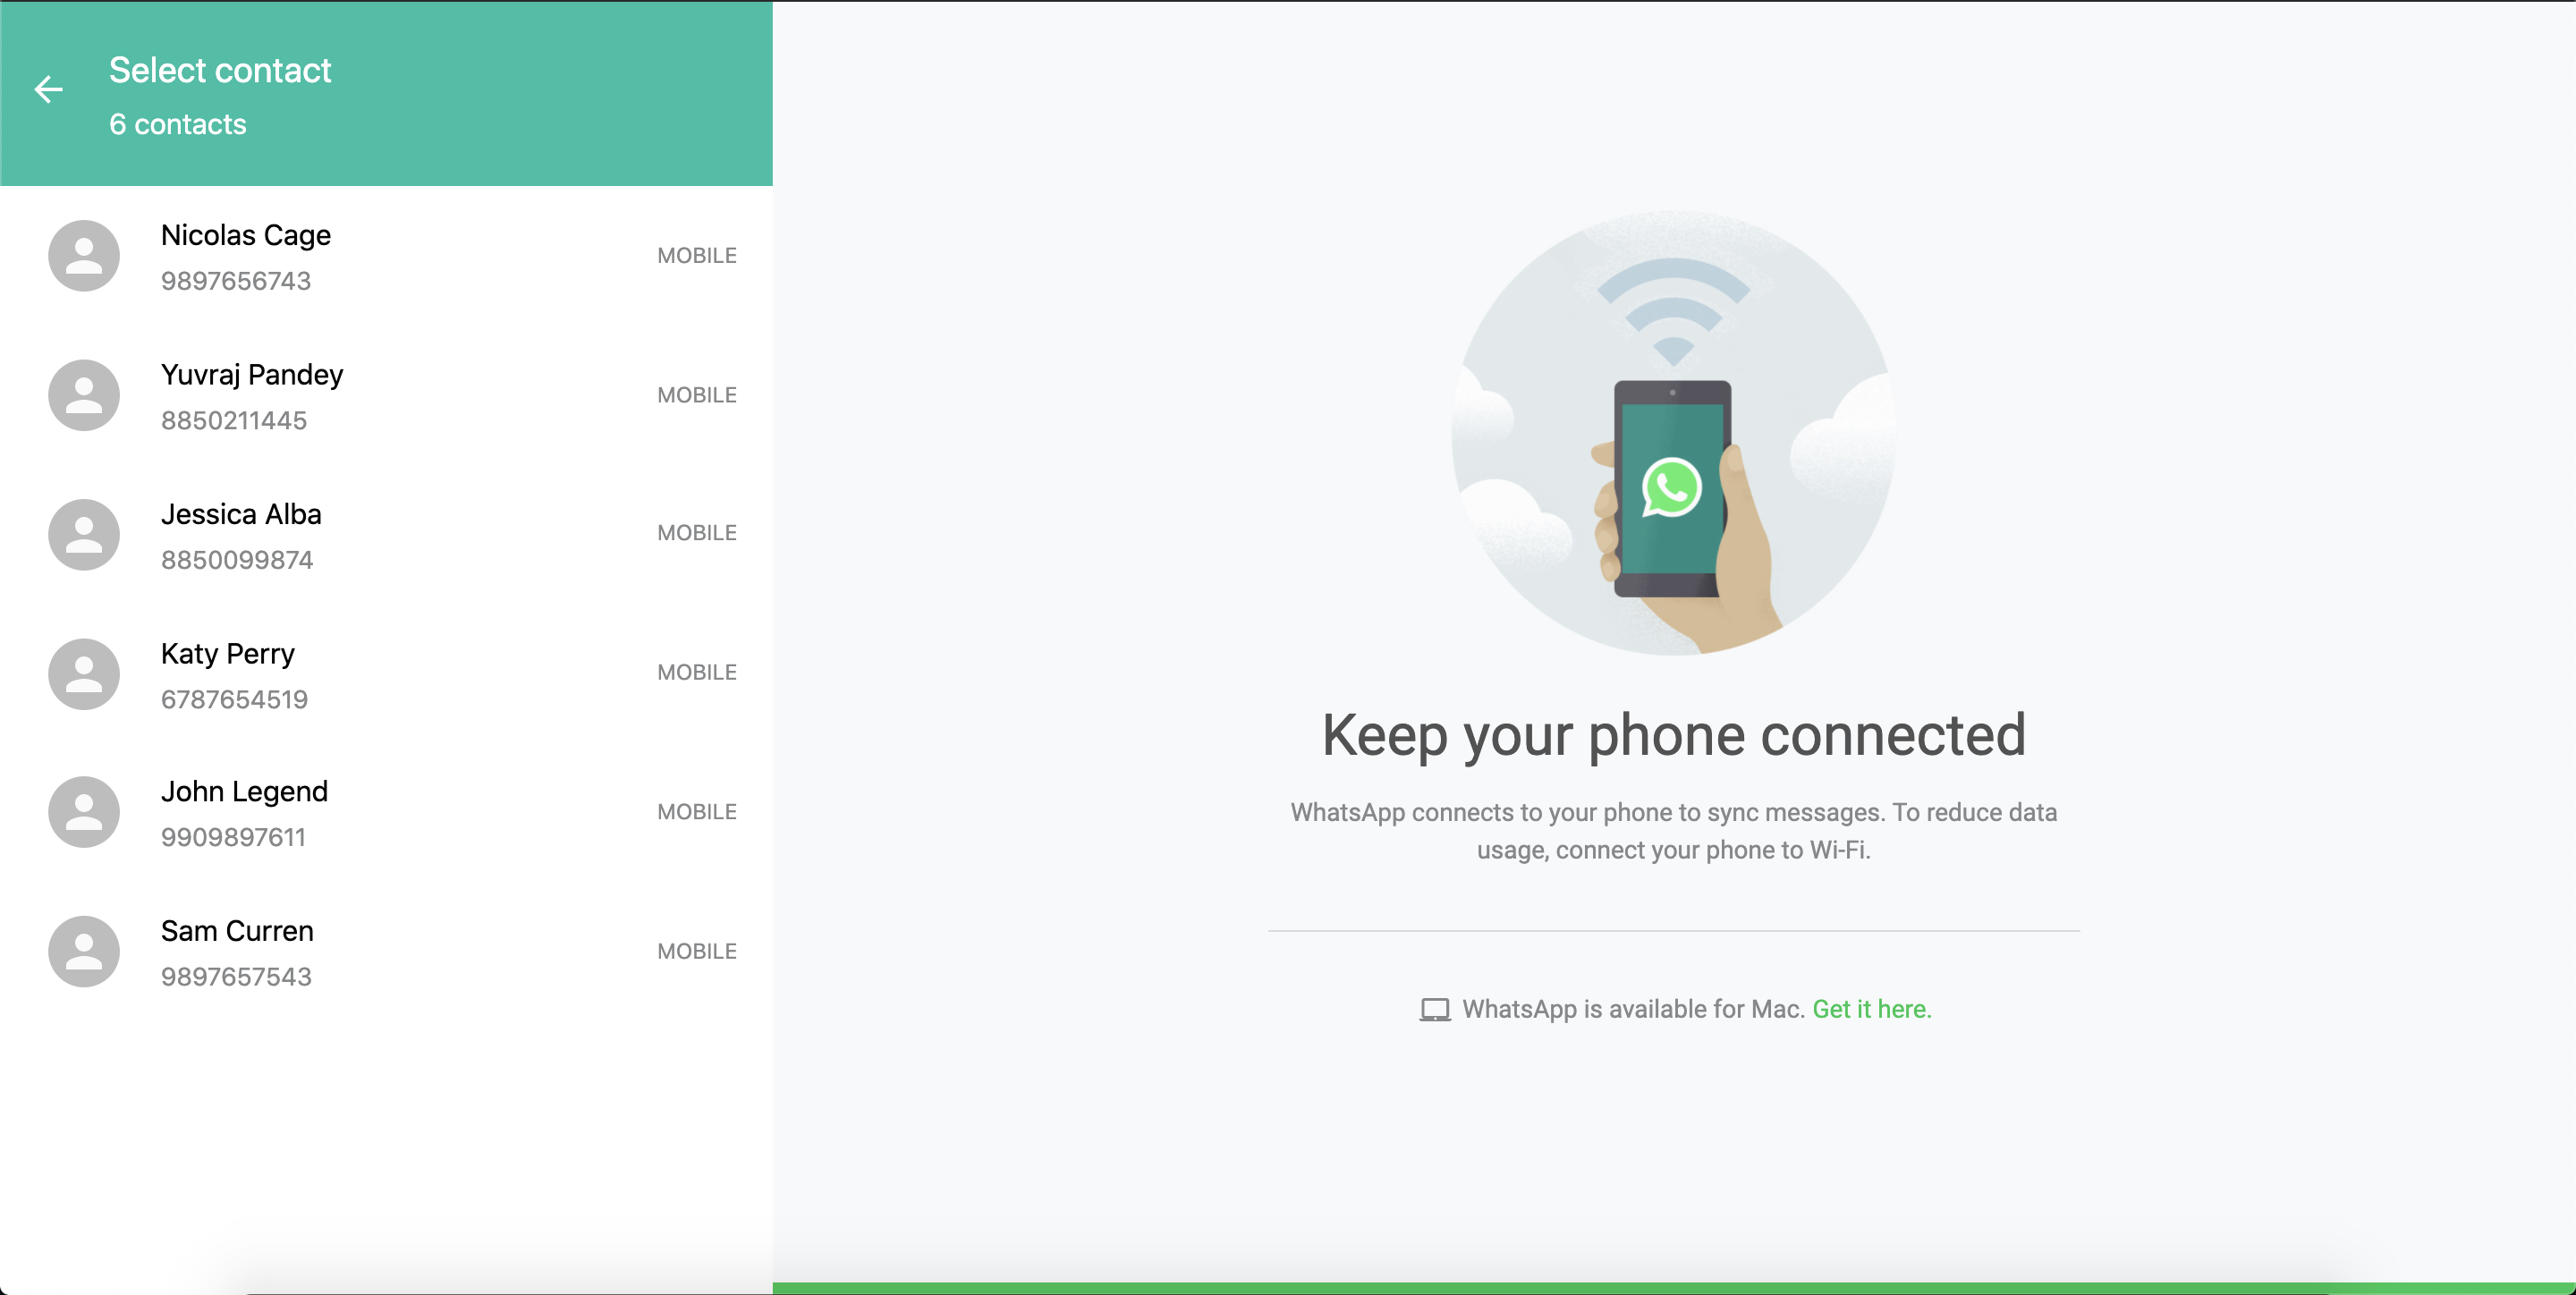 Select contact
6 contacts
Nicolas Cage
9897656743
MOBILE
Yuvraj Pandey
8850211445
MOBILE
Jessica Alba
8850099874
MOBILE
Katy Perry
6787654519
MOBILE
John Legend
9909897611
MOBILE
Sam Curren
9897657543
MOBILE
Keep your phone connected
WhatsApp connects to your phone to sync messages. To reduce data
usage, connect your phone to Wi-Fi.
WhatsApp is available for Mac. Get it here.